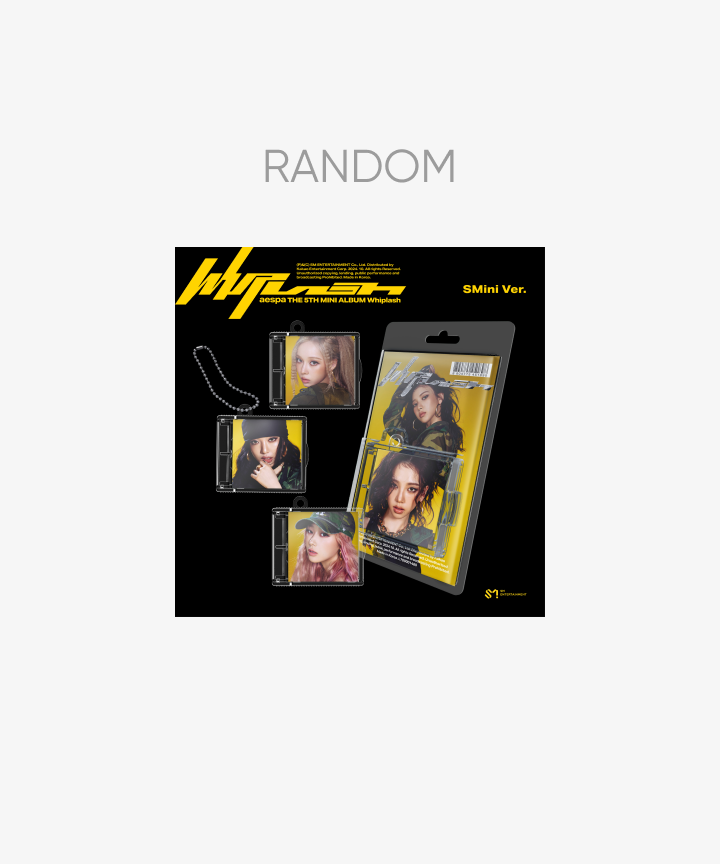 RANDOM
Whiplash
(P)&(C) SM ENTERTAINMENT Co., Ltd. Distributed by
Kakao Entertainment Corp. 2024. 10. All rights Reserved.
Unauthorized copying, lending, public performance and
broadcasting Prohibited. Made in Korea.
aespa THE 5TH MINI ALBUM Whiplash
SMini Ver.
Whiplash
SM
ENTERTAINMENT